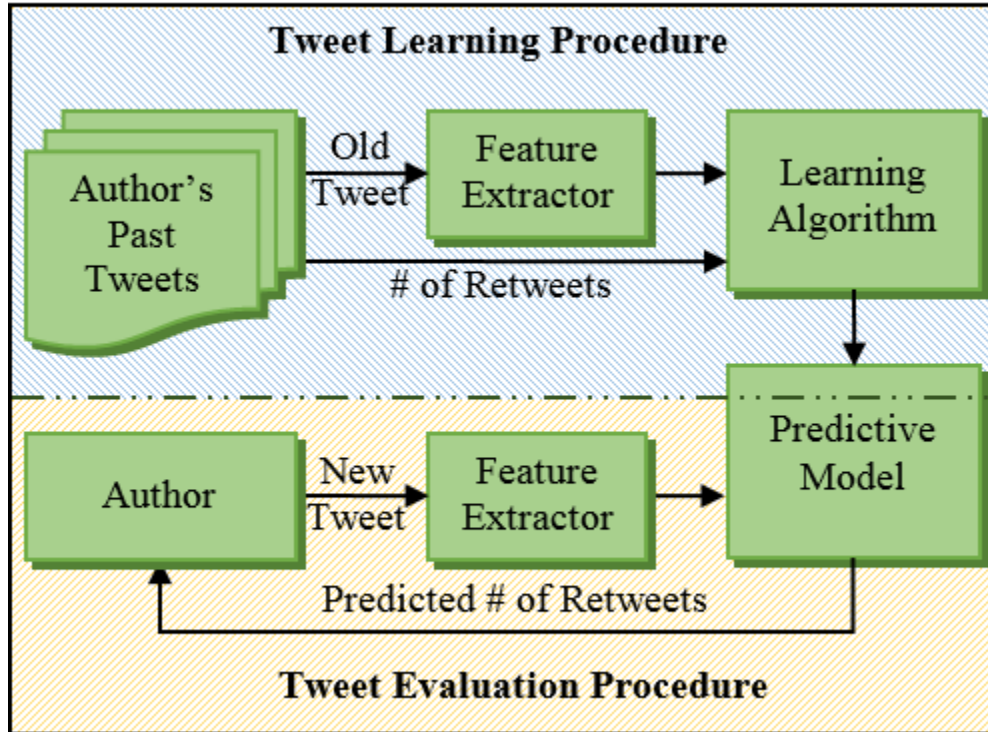 Tweet Learning Procedure
Author's
Past
Tweets
Old
Tweet
Feature
Extractor
Learning
Algorithm
# of Retweets
Predictive
Model
Author
New
Tweet
Feature
Extractor
Predicted # of Retweets
Tweet Evaluation Procedure